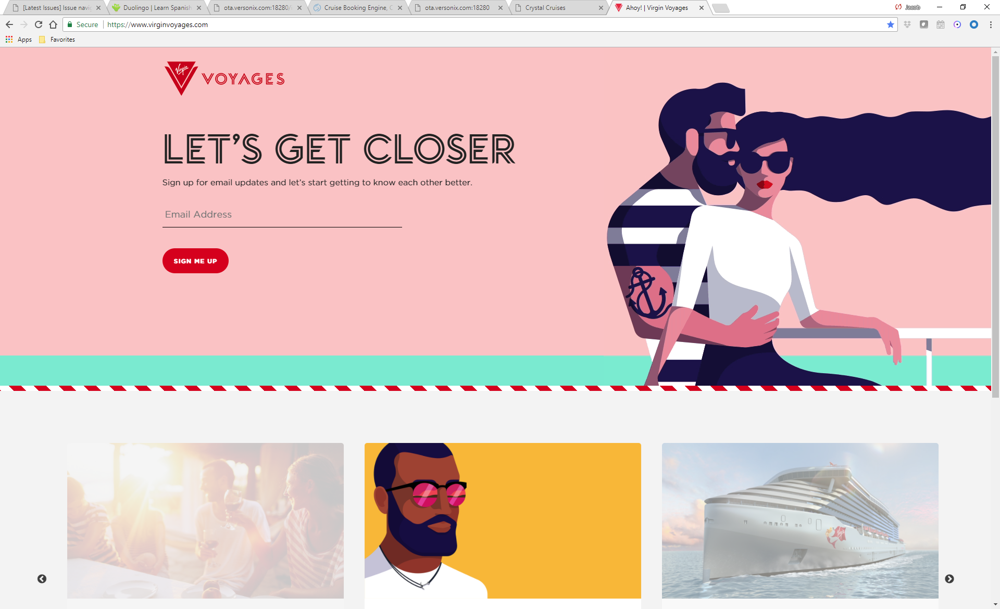 [Latest Issues] Issue navig
Duolingo | Learn Spanish
ota.versonix.com:18280/
Cruise Booking Engine, C
ota.versonix.com:18280
Crystal Cruises
Ahoy! | Virgin Voyages
Jacob
Secure
https://www.virginvoyages.com
Apps
Favorites
Virgin
VOYAGES
LET'S GET CLOSER
Sign up for email updates and let's start getting to know each other better.
Email Address
SIGN ME UP
Virgin